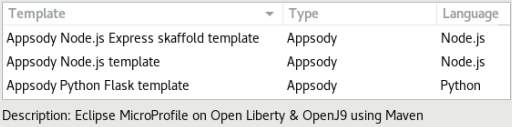 Template Type Language
Appsody Node.js Express skaffold template Appsody Node.js
Appsody Node.js template Appsody Node.js
Appsody Python Flask template Appsody Python
Description: Eclipse MicroProfile on Open Liberty & OpenJ9 using Maven